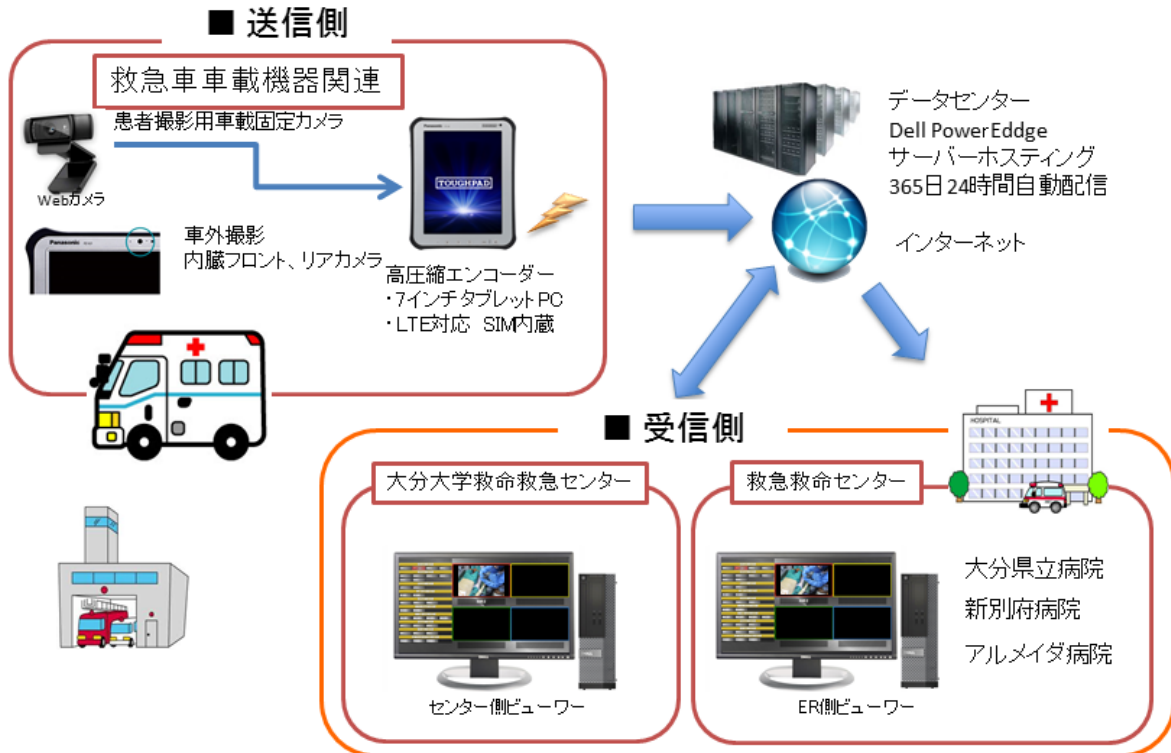 ■ 送信側
救急車車載機器関連
患者撮影用車載固定カメラ
Webカメラ
Panasonic
TOUGHPAD
Panasonic
車外撮影
内臓フロント、リアカメラ
高圧縮エンコーダー
・7インチタブレットPC
・LTE対応 SIM内蔵
データセンター
Dell PowerEddge
サーバーホスティング
365日24時間自動配信
インターネット
■ 受信側
HOSPITAL
大分大学救命救急センター
センター側ビューワー
救急救命センター
大分県立病院
新別府病院
アルメイダ病院
ER側ビューワー